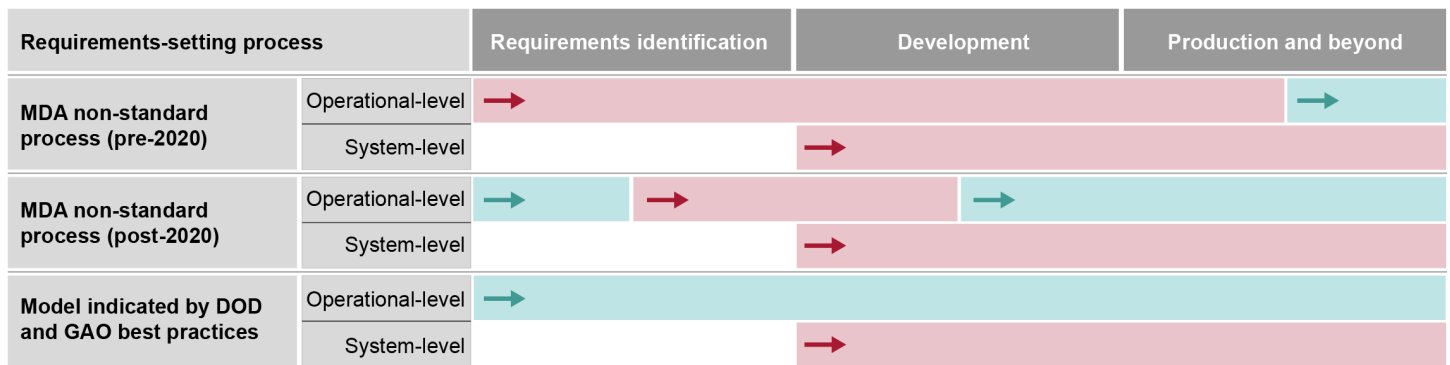 Requirements-setting process
Requirements identification
Development
Production and beyond
MDA non-standard
process (pre-2020)
Operational-level
System-level
MDA non-standard
process (post-2020)
Operational-level
System-level
Model indicated by DOD
and GAO best practices
Operational-level
System-level